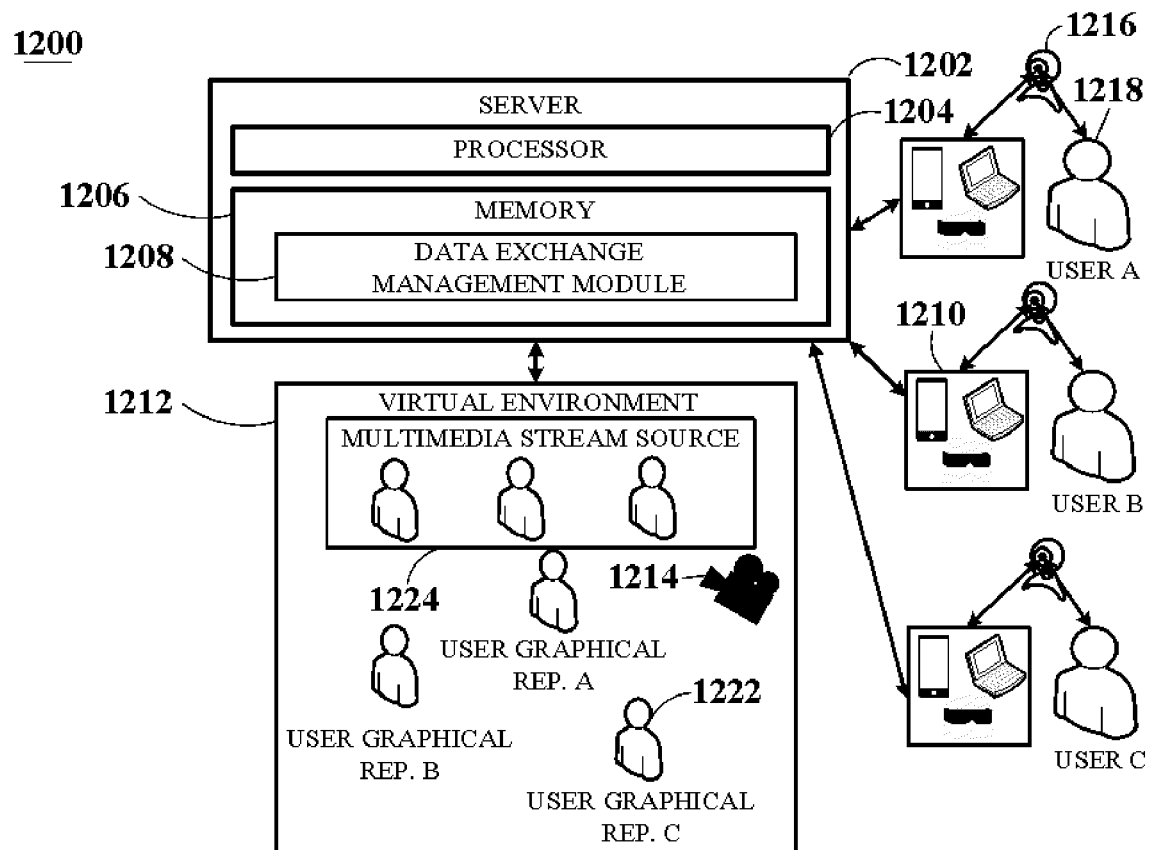 1200
1216
1202
1218
SERVER
1204
PROCESSOR
1206
MEMORY
1208
DATA EXCHANGE
MANAGEMENT MODULE
USER A
1210
1212
VIRTUAL ENVIRONMENT
MULTIMEDIA STREAM SOURCE
USER B
1224
1214
USER GRAPHICAL
REP. A
1222
USER GRAPHICAL
REP. B
USER GRAPHICAL
REP. C
USER C